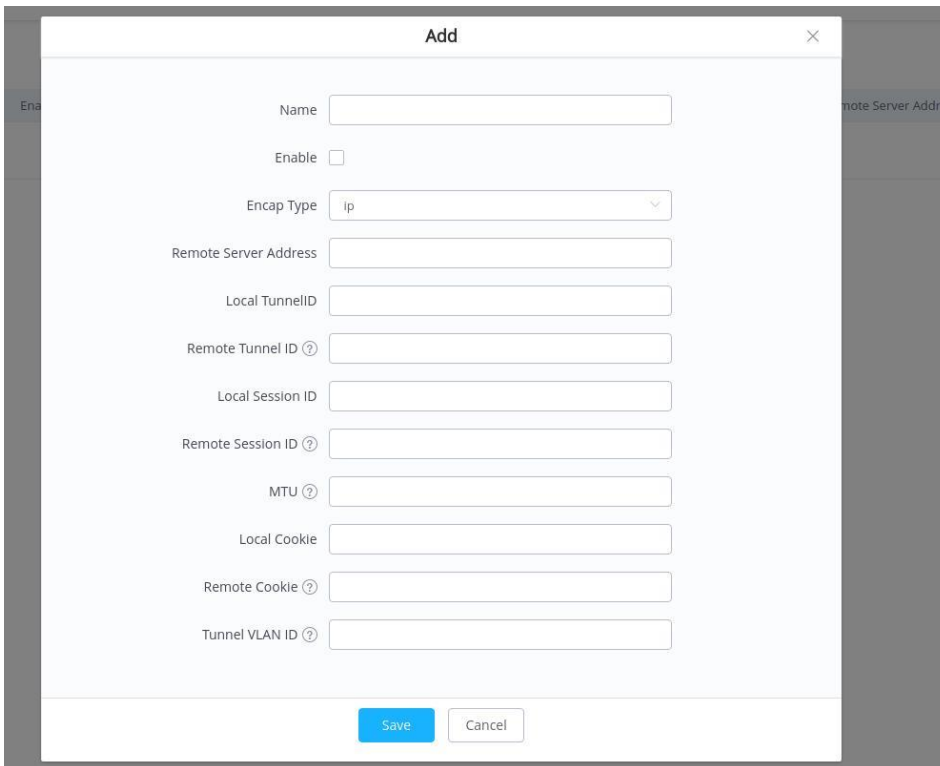 Add
Ena
mote Server Addr
Name
Enable
Encap Type ip
Remote Server Address
Local TunnelID
Remote Tunnel ID ?
Local Session ID
Remote Session ID ?
MTU ?
Local Cookie
Remote Cookie ?
Tunnel VLAN ID ?
Save Cancel